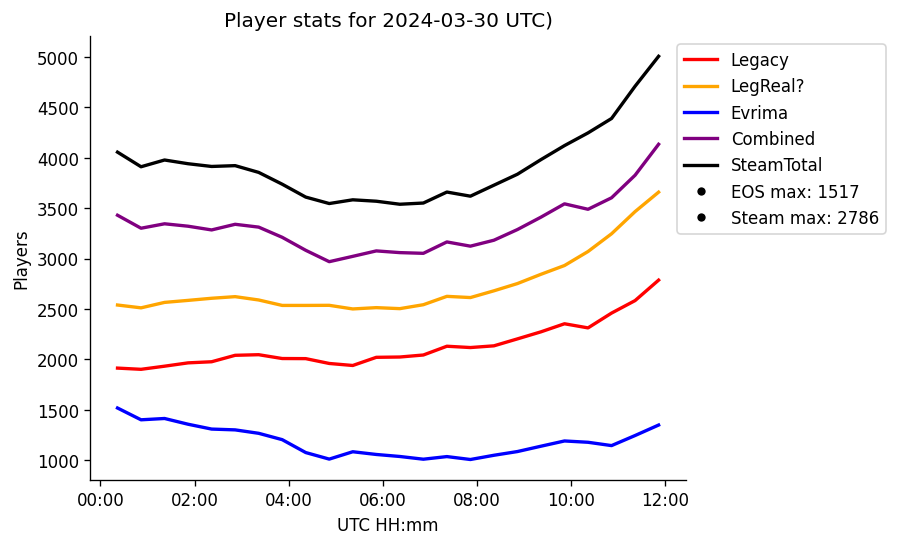 Player stats for 2024-03-30 UTC)
5000
4500
4000
3500
3000
2500
2000
1500
1000
Players
00:00 02:00 04:00 06:00 08:00 10:00 12:00
UTC HH:mm
Legacy
LegReal?
Evrima
Combined
SteamTotal
EOS max: 1517
Steam max: 2786